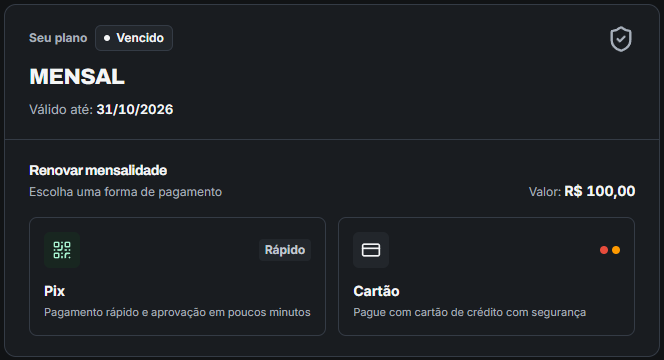 Seu plano
Vencido
MENSAL
Válido até: 31/10/2026
Renovar mensalidade
Escolha uma forma de pagamento
Valor: R$ 100,00
Rápido
Pix
Pagamento rápido e aprovação em poucos minutos
Cartão
Pague com cartão de crédito com segurança